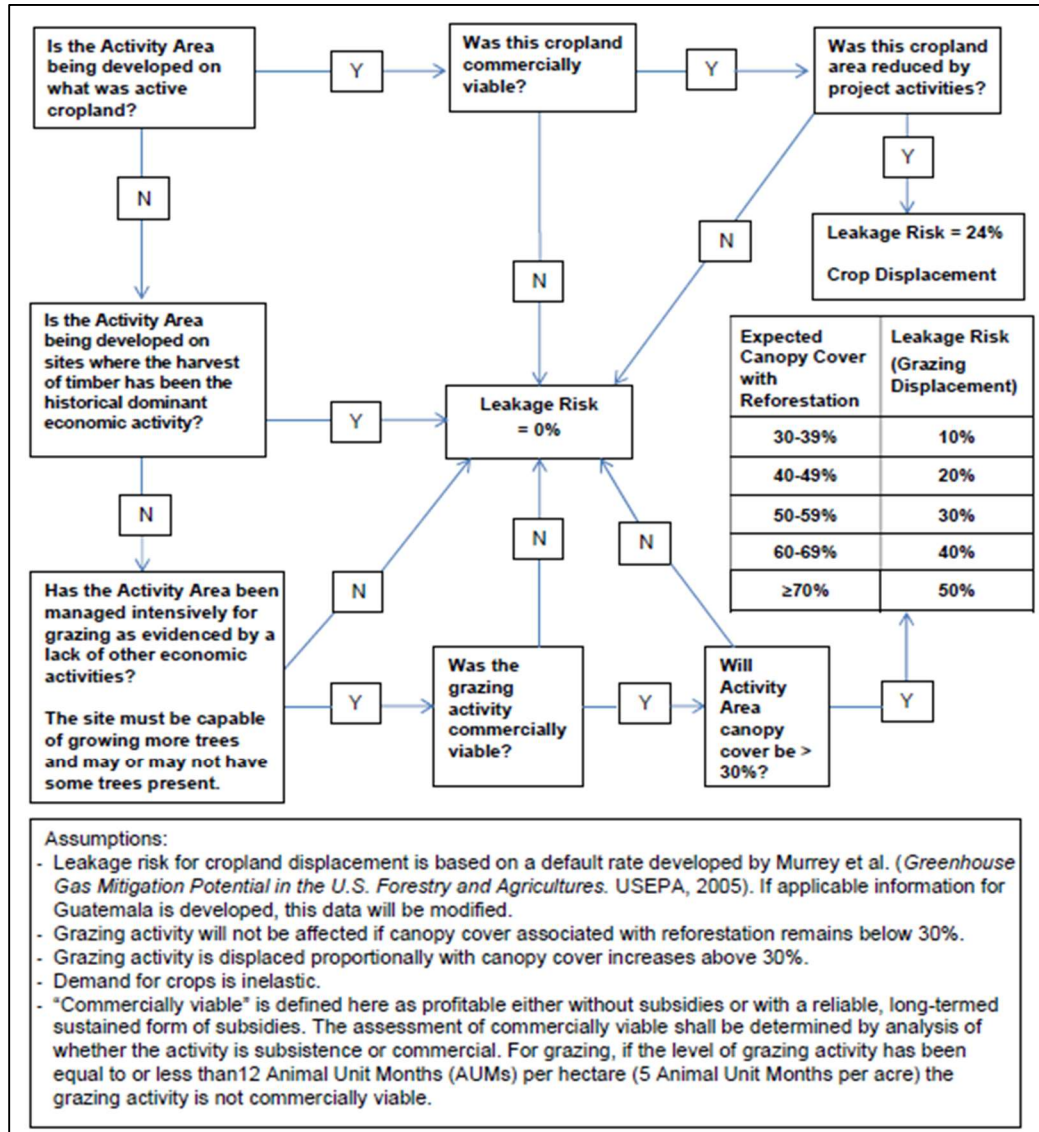 Is the Activity Area
being developed on
what was active
cropland?
Y
Was this cropland
commercially
viable?
Y
Was this cropland
area reduced by
project activities?
N
N
N
Y
Leakage Risk = 24%
Crop Displacement
Is the Activity Area
being developed on
sites where the harvest
of timber has been the
historical dominant
economic activity?
Y
Leakage Risk
= 0%
Expected
Canopy Cover
with
Reforestation
Leakage Risk
(Grazing
Displacement)
30-39%
10%
40-49%
20%
50-59%
30%
60-69%
40%
≥70%
50%
N
N
N
N
Has the Activity Area been
managed intensively for
grazing as evidenced by a
lack of other economic
activities?
The site must be capable
of growing more trees
and may or may not have
some trees present.
Y
Was the
grazing
activity
commercially
viable?
Y
Will
Activity
Area
canopy
cover be >
30%?
Y
Assumptions:
- Leakage risk for cropland displacement is based on a default rate developed by Murrey et al. (Greenhouse
Gas Mitigation Potential in the U.S. Forestry and Agricultures. USEPA, 2005). If applicable information for
Guatemala is developed, this data will be modified.
- Grazing activity will not be affected if canopy cover associated with reforestation remains below 30%.
- Grazing activity is displaced proportionally with canopy cover increases above 30%.
- Demand for crops is inelastic.
- “Commercially viable” is defined here as profitable either without subsidies or with a reliable, long-termed
sustained form of subsidies. The assessment of commercially viable shall be determined by analysis of
whether the activity is subsistence or commercial. For grazing, if the level of grazing activity has been
equal to or less than12 Animal Unit Months (AUMs) per hectare (5 Animal Unit Months per acre) the
grazing activity is not commercially viable.